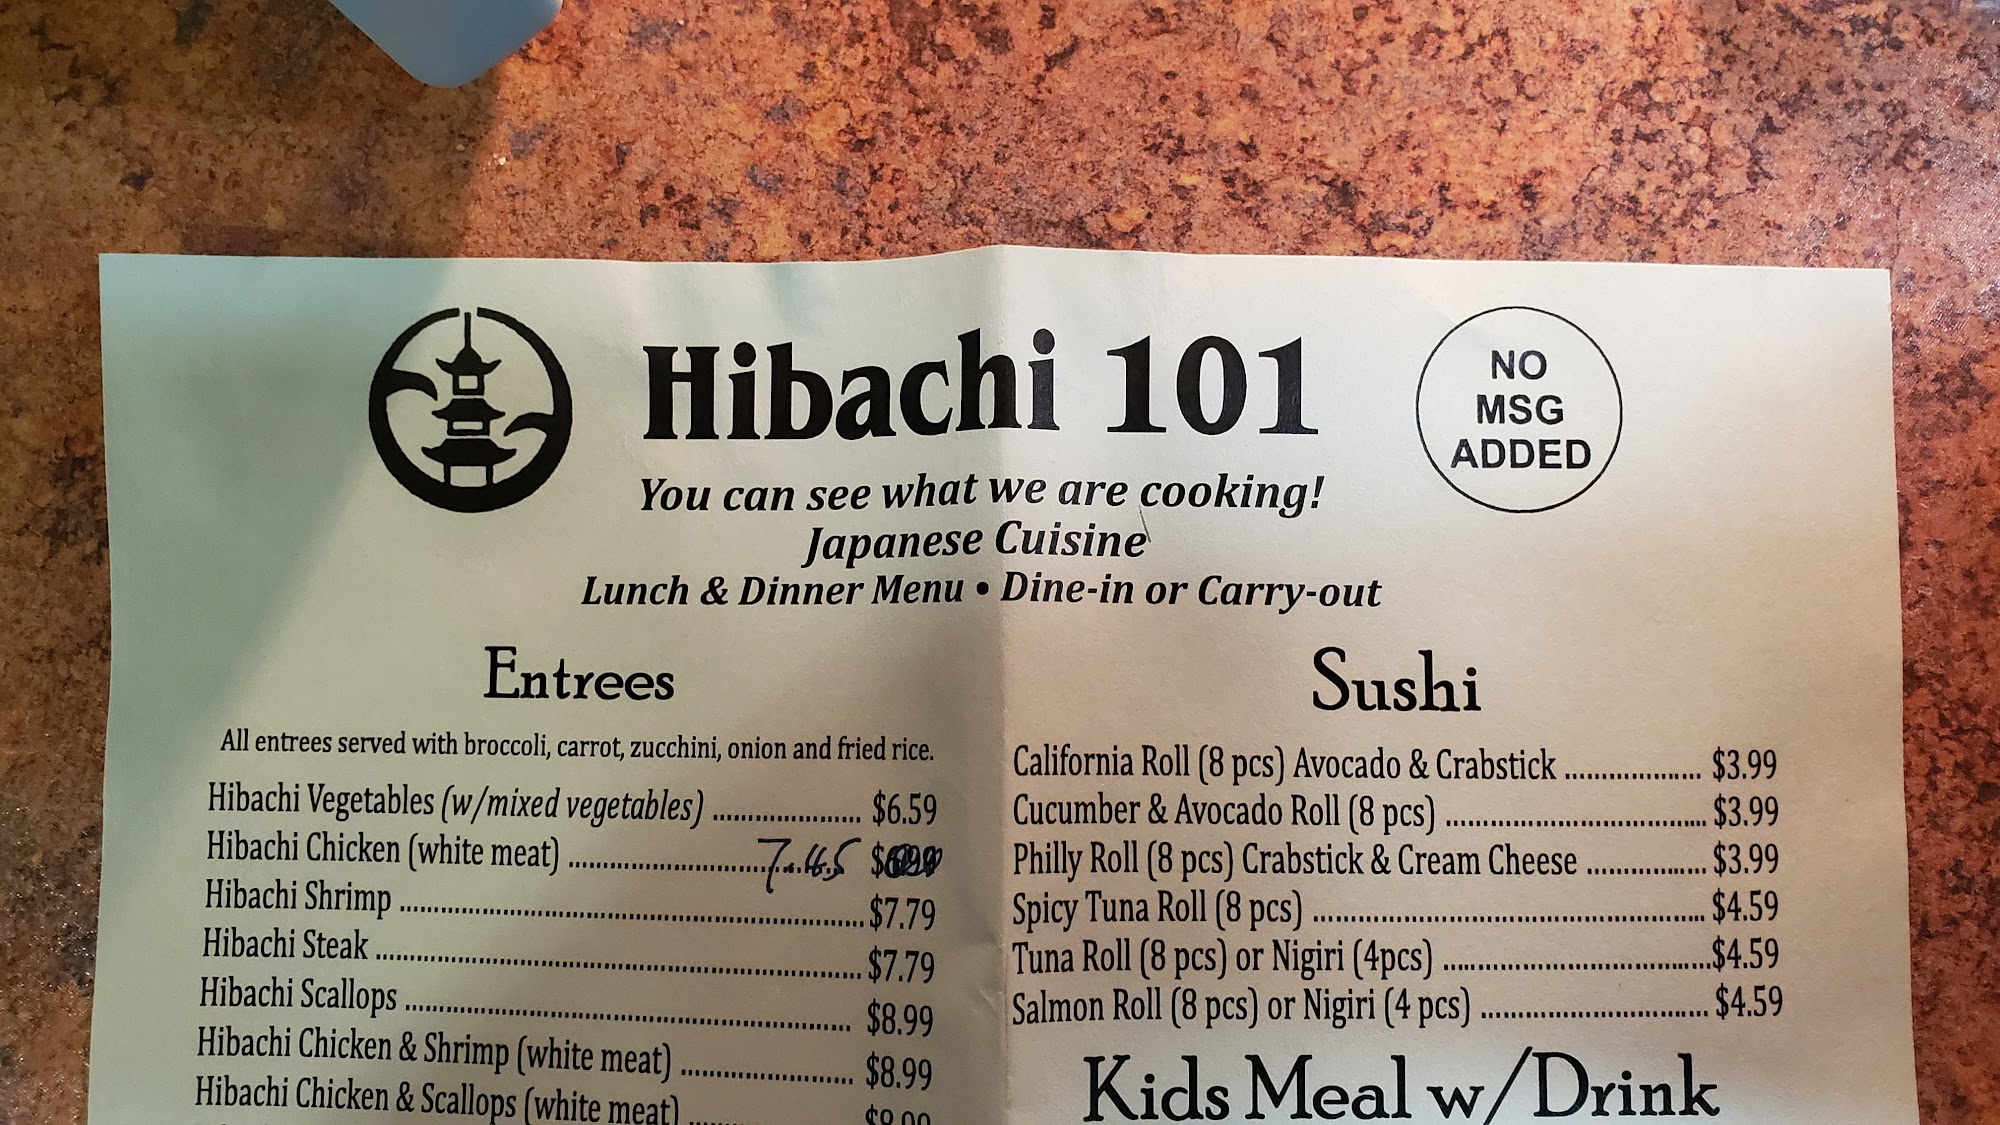 Hibachi 101
NO
MSG
ADDED
You can see what we are cooking!
Japanese Cuisine
Lunch & Dinner Menu • Dine-in or Carry-out
Entrees
All entrees served with broccoli, carrot, zucchini, onion and fried rice.
Hibachi Vegetables (w/mixed vegetables) .................... $6.59
Hibachi Chicken (white meat) .................... 7.45
Hibachi Shrimp .................... $7.79
Hibachi Steak .................... $7.79
Hibachi Scallops .................... $8.99
Hibachi Chicken & Shrimp (white meat) .................... $8.99
Hibachi Chicken & Scallops (white meat) ..........
Sushi
California Roll (8 pcs) Avocado & Crabstick .................... $3.99
Cucumber & Avocado Roll (8 pcs) .................... $3.99
Philly Roll (8 pcs) Crabstick & Cream Cheese ................ $3.99
Spicy Tuna Roll (8 pcs) .................... $4.59
Tuna Roll (8 pcs) or Nigiri (4pcs) .................... $4.59
Salmon Roll (8 pcs) or Nigiri (4 pcs) .................... $4.59
Kids Meal w/Drink